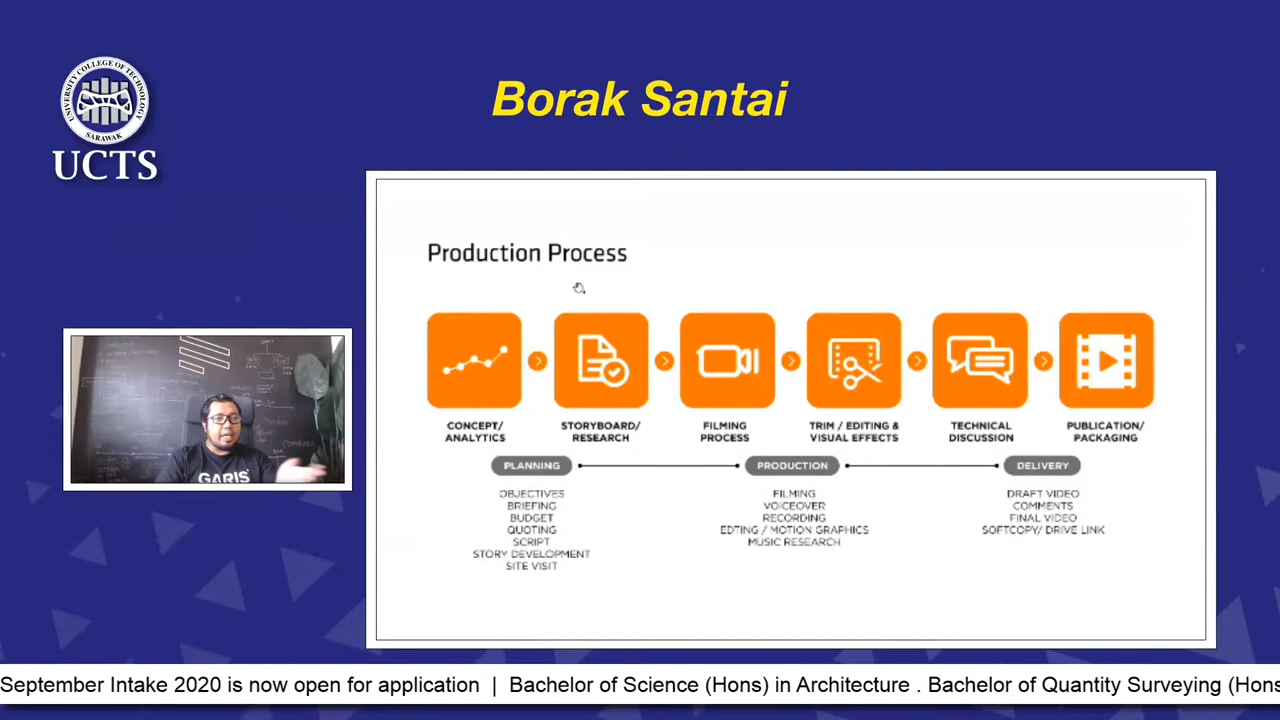 UNIVERSITY COLLEGE OF TECHNOLOGY
SARAWAK
UCTS
Borak Santai
Production Process
CONCEPT/
ANALYTICS
STORYBOARD/
RESEARCH
FILMING
PROCESS
TRIM / EDITING &
VISUAL EFFECTS
TECHNICAL
DISCUSSION
PUBLICATION/
PACKAGING
PLANNING
PRODUCTION
DELIVERY
OBJECTIVES
BRIEFING
BUDGET
QUOTING
SCRIPT
STORY DEVELOPMENT
SITE VISIT
FILMING
VOICEOVER
RECORDING
EDTING / MOTION GRAPHICS
MUSIC RESEARCH
DRAFT VIDEO
COMMENTS
FINAL VIDEO
SOFTCOPY/ DRIVE LINK
GARIS
September Intake 2020 is now open for application | Bachelor of Science (Hons) in Architecture . Bachelor of Quantity Surveying (Hons